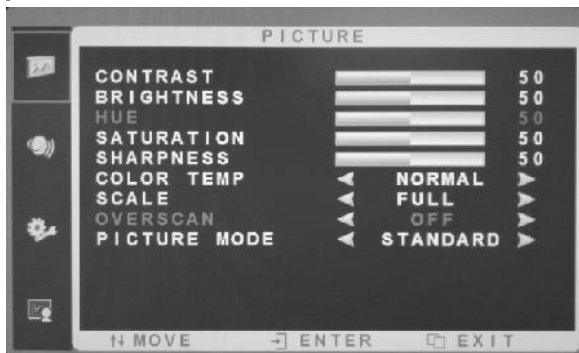 PICTURE
CONTRAST 50
BRIGHTNESS 50
HUE 50
SATURATION 50
SHARPNESS 50
COLOR TEMP NORMAL
SCALE FULL
OVERSCAN OFF
PICTURE MODE STANDARD
MOVE ENTER EXIT